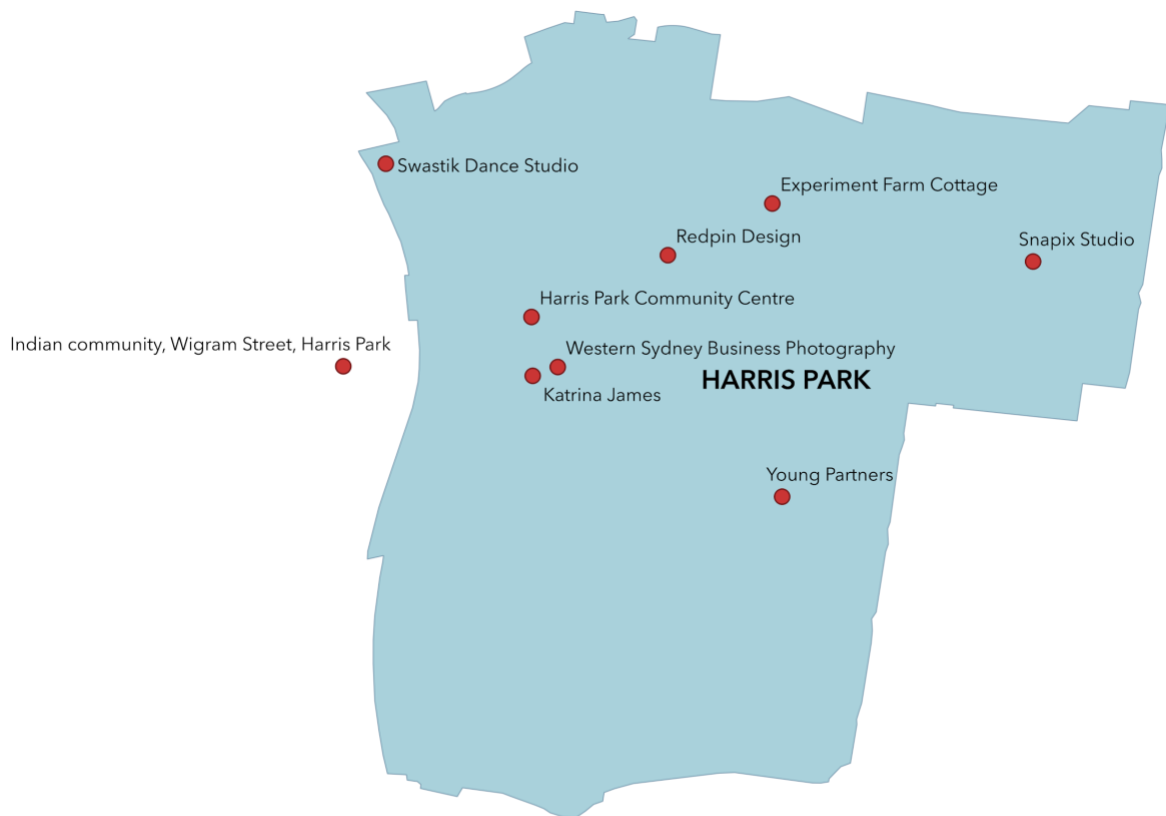 Swastik Dance Studio
Experiment Farm Cottage
Redpin Design
Snapix Studio
Harris Park Community Centre
Indian community, Wigram Street, Harris Park
Western Sydney Business Photography
HARRIS PARK
Katrina James
Young Partners